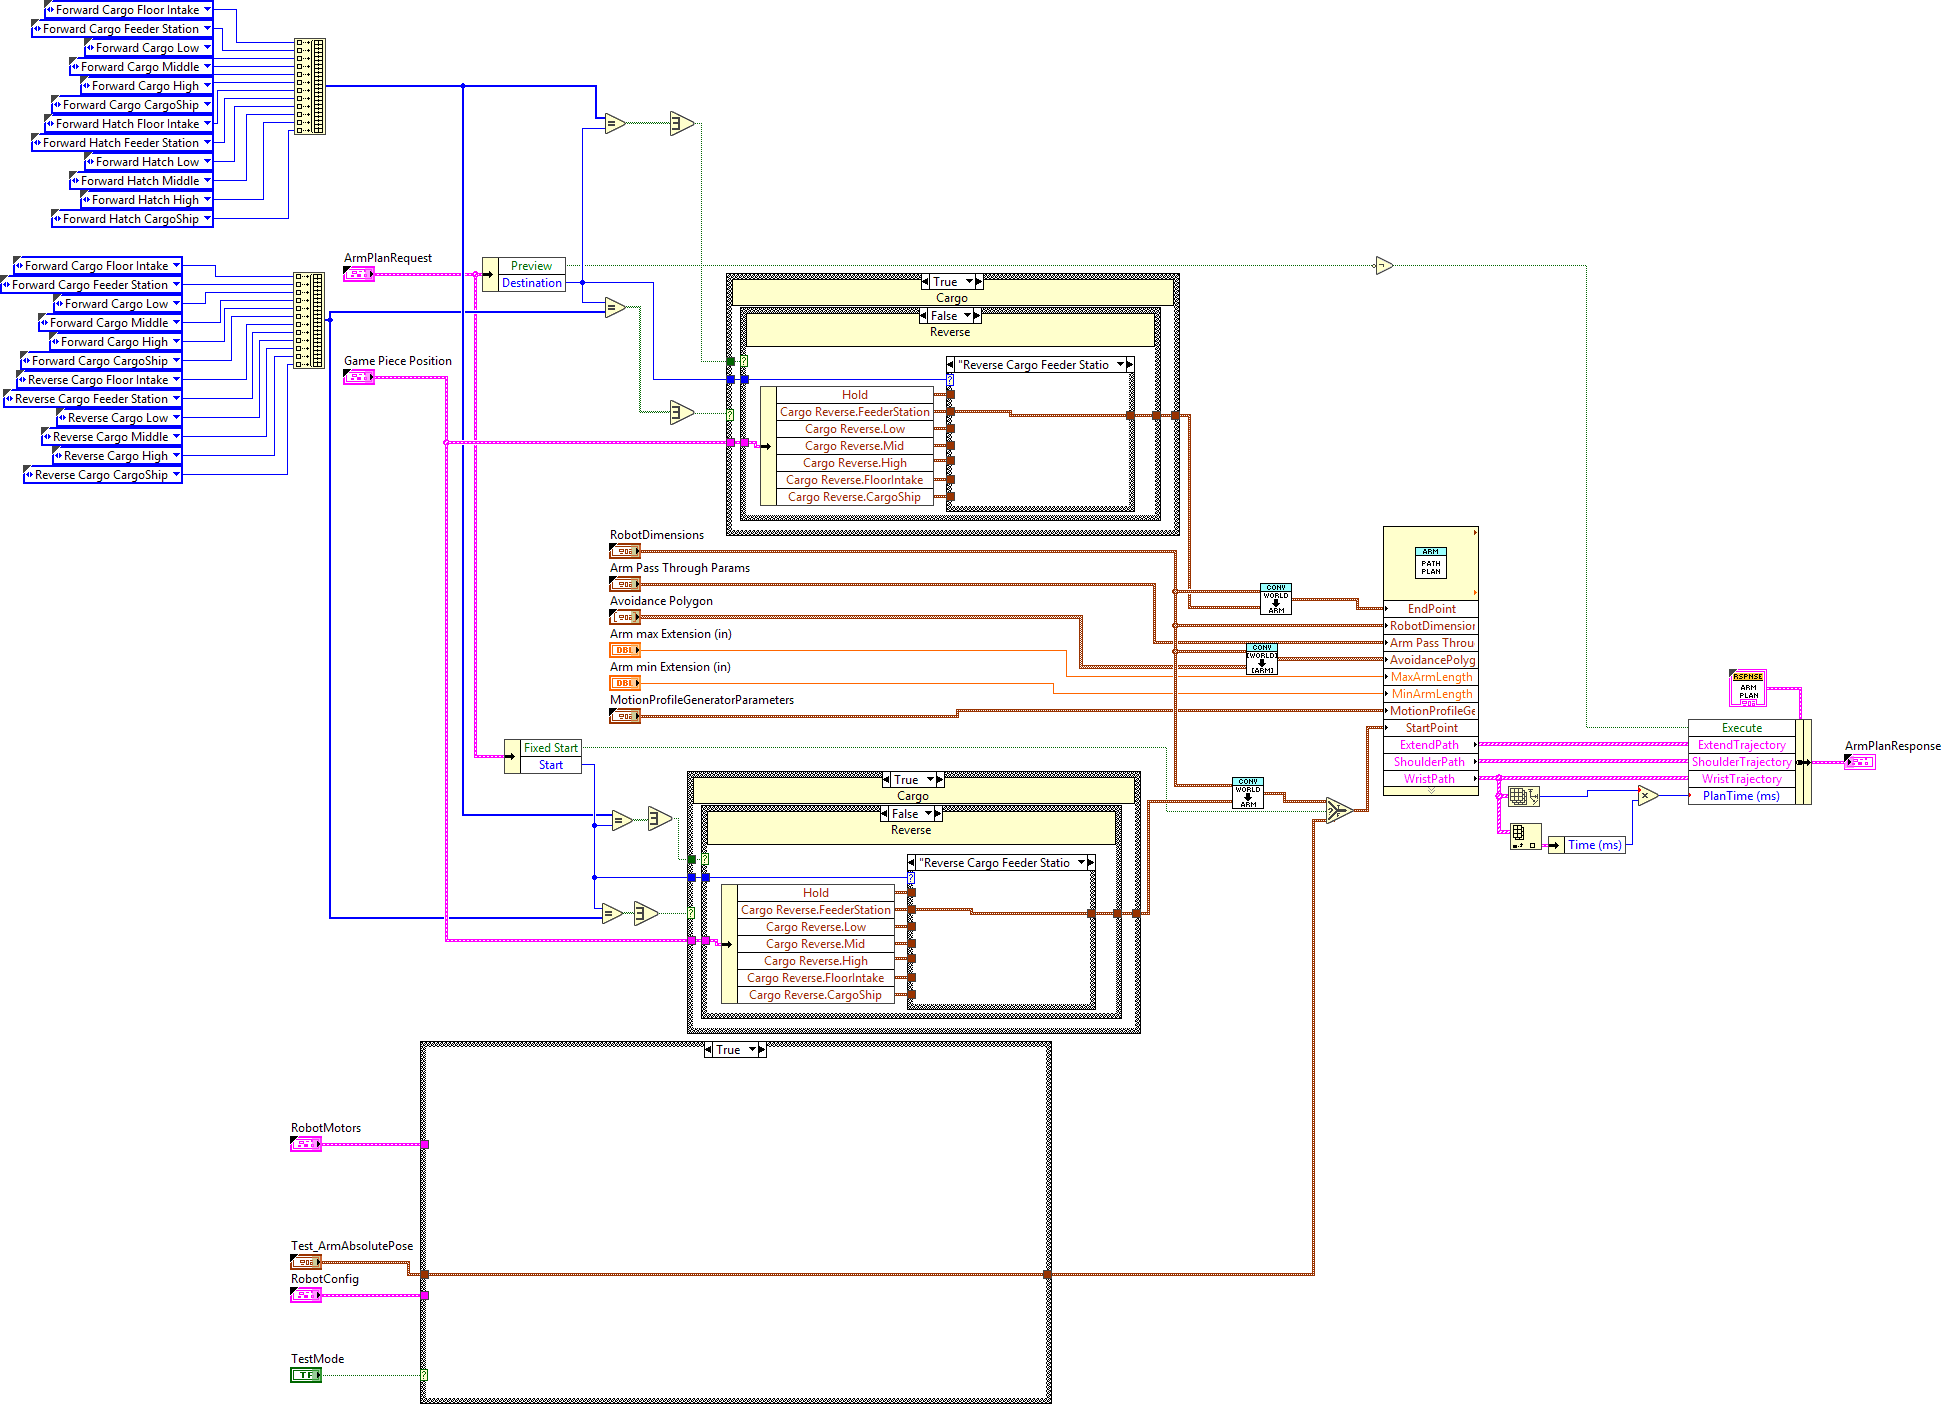 Forward Cargo Floor Intake
Forward Cargo Feeder Station
Forward Cargo Low
Forward Cargo Middle
Forward Cargo High
Forward Cargo CargoShip
Forward Hatch Floor Intake
Forward Hatch Feeder Station
Forward Hatch Low
Forward Hatch Middle
Forward Hatch High
Forward Hatch CargoShip
Forward Cargo Floor Intake
Forward Cargo Feeder Station
Forward Cargo Low
Forward Cargo Middle
Forward Cargo High
Forward Cargo CargoShip
Reverse Cargo Floor Intake
Reverse Cargo Feeder Station
Reverse Cargo Low
Reverse Cargo Middle
Reverse Cargo High
Reverse Cargo CargoShip
ArmPlanRequest
Preview
Destination
Game Piece Position
True
Cargo
False
Reverse
"Reverse Cargo Feeder Statio
Hold
Cargo Reverse.FeederStation
Cargo Reverse.Low
Cargo Reverse.Mid
Cargo Reverse.High
Cargo Reverse.FloorIntake
Cargo Reverse.CargoShip
RobotDimensions
Arm Pass Through Params
Avoidance Polygon
Arm max Extension (in)
DBL
Arm min Extension (in)
DBL
MotionProfileGeneratorParameters
CONV
WORLD
ARM
CONV
[WORLD]
[ARM]
ARM
PATH
PLAN
EndPoint
RobotDimension
Arm Pass Throu
AvoidancePolyg
MaxArmLength
MinArmLength
MotionProfileGe
StartPoint
ExtendPath
ShoulderPath
WristPath
Fixed Start
Start
True
Cargo
False
Reverse
"Reverse Cargo Feeder Statio
Hold
Cargo Reverse.FeederStation
Cargo Reverse.Low
Cargo Reverse.Mid
Cargo Reverse.High
Cargo Reverse.FloorIntake
Cargo Reverse.CargoShip
CONV
WORLD
ARM
RSPNSE
ARM
PLAN
Execute
ExtendTrajectory
ShoulderTrajectory
WristTrajectory
PlanTime (ms)
ArmPlanResponse
Time (ms)
True
RobotMotors
Test_ArmAbsolutePose
RobotConfig
TestMode
TF